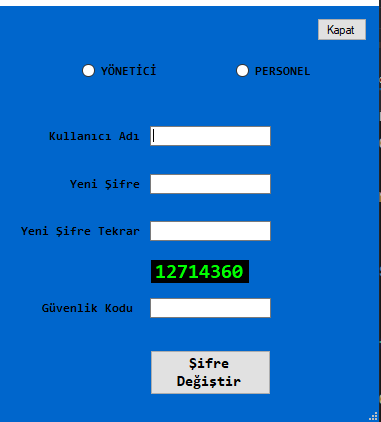 Kapat
YÖNETİCİ PERSONEL
Kullanıcı Adı
Yeni Şifre
Yeni Şifre Tekrar
12714360
Güvenlik Kodu
Şifre
Değiştir